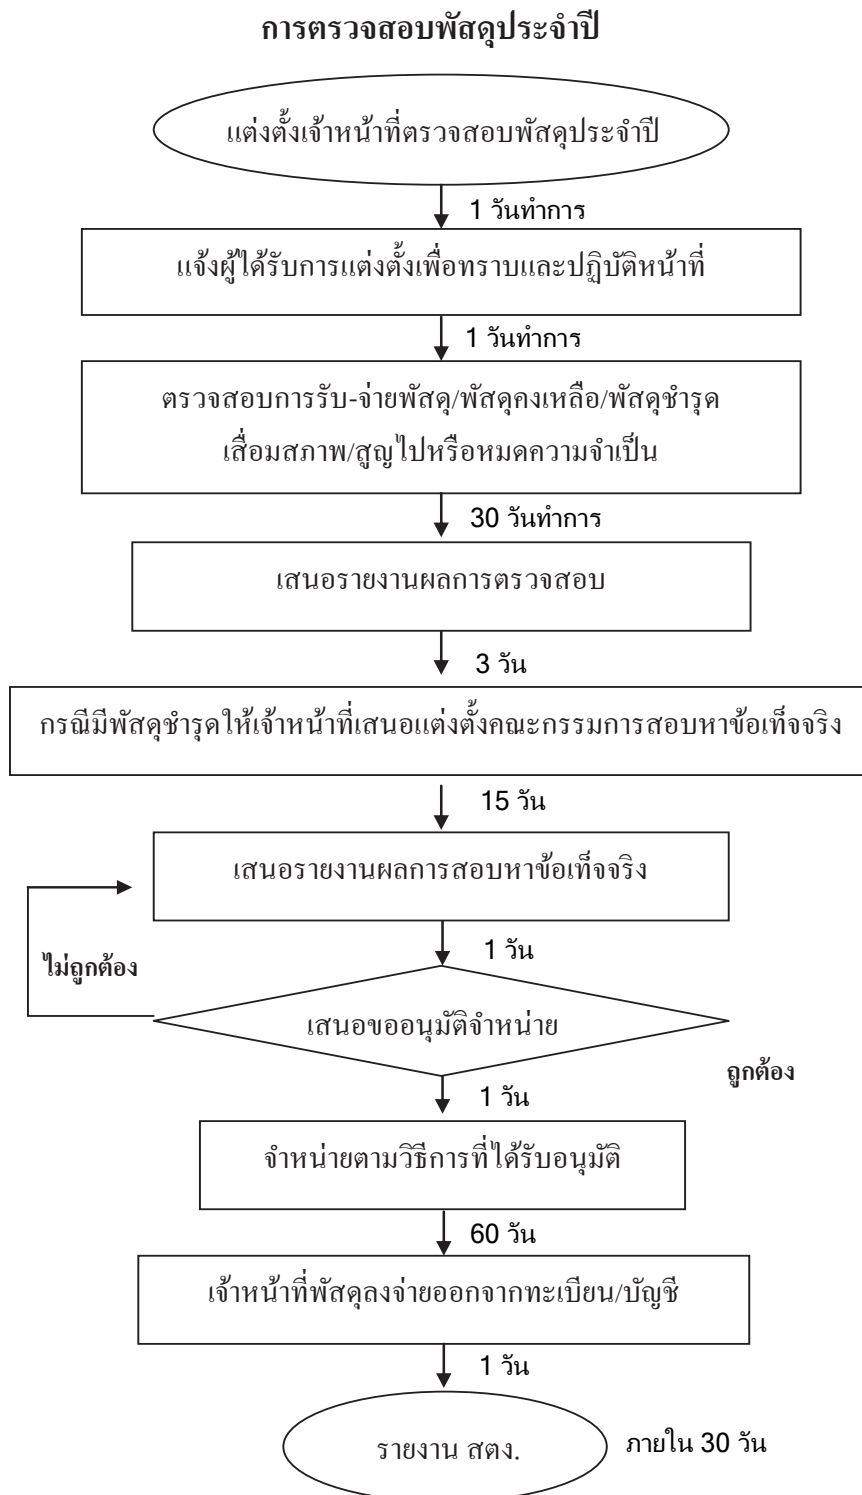 การตรวจสอบพัสดุประจำปี
แต่งตั้งเจ้าหน้าที่ตรวจสอบพัสดุประจำปี
1 วันทำการ
แจ้งผู้ได้รับการแต่งตั้งเพื่อทราบและปฏิบัติหน้าที่
1 วันทำการ
ตรวจสอบการรับ-จ่ายพัสดุ/พัสดุคงเหลือ/พัสดุชำรุด
เสื่อมสภาพ/สูญไปหรือหมดความจำเป็น
30 วันทำการ
เสนอรายงานผลการตรวจสอบ
3 วัน
กรณีมีพัสดุชำรุดให้เจ้าหน้าที่เสนอแต่งตั้งคณะกรรมการสอบหาข้อเท็จจริง
15 วัน
เสนอรายงานผลการสอบหาข้อเท็จจริง
1 วัน
ไม่ถูกต้อง
เสนอขออนุมัติจำหน่าย
ถูกต้อง
1 วัน
จำหน่ายตามวิธีการที่ได้รับอนุมัติ
60 วัน
เจ้าหน้าที่พัสดุลงจ่ายออกจากทะเบียน/บัญชี
1 วัน
รายงาน สตง.
ภายใน 30 วัน